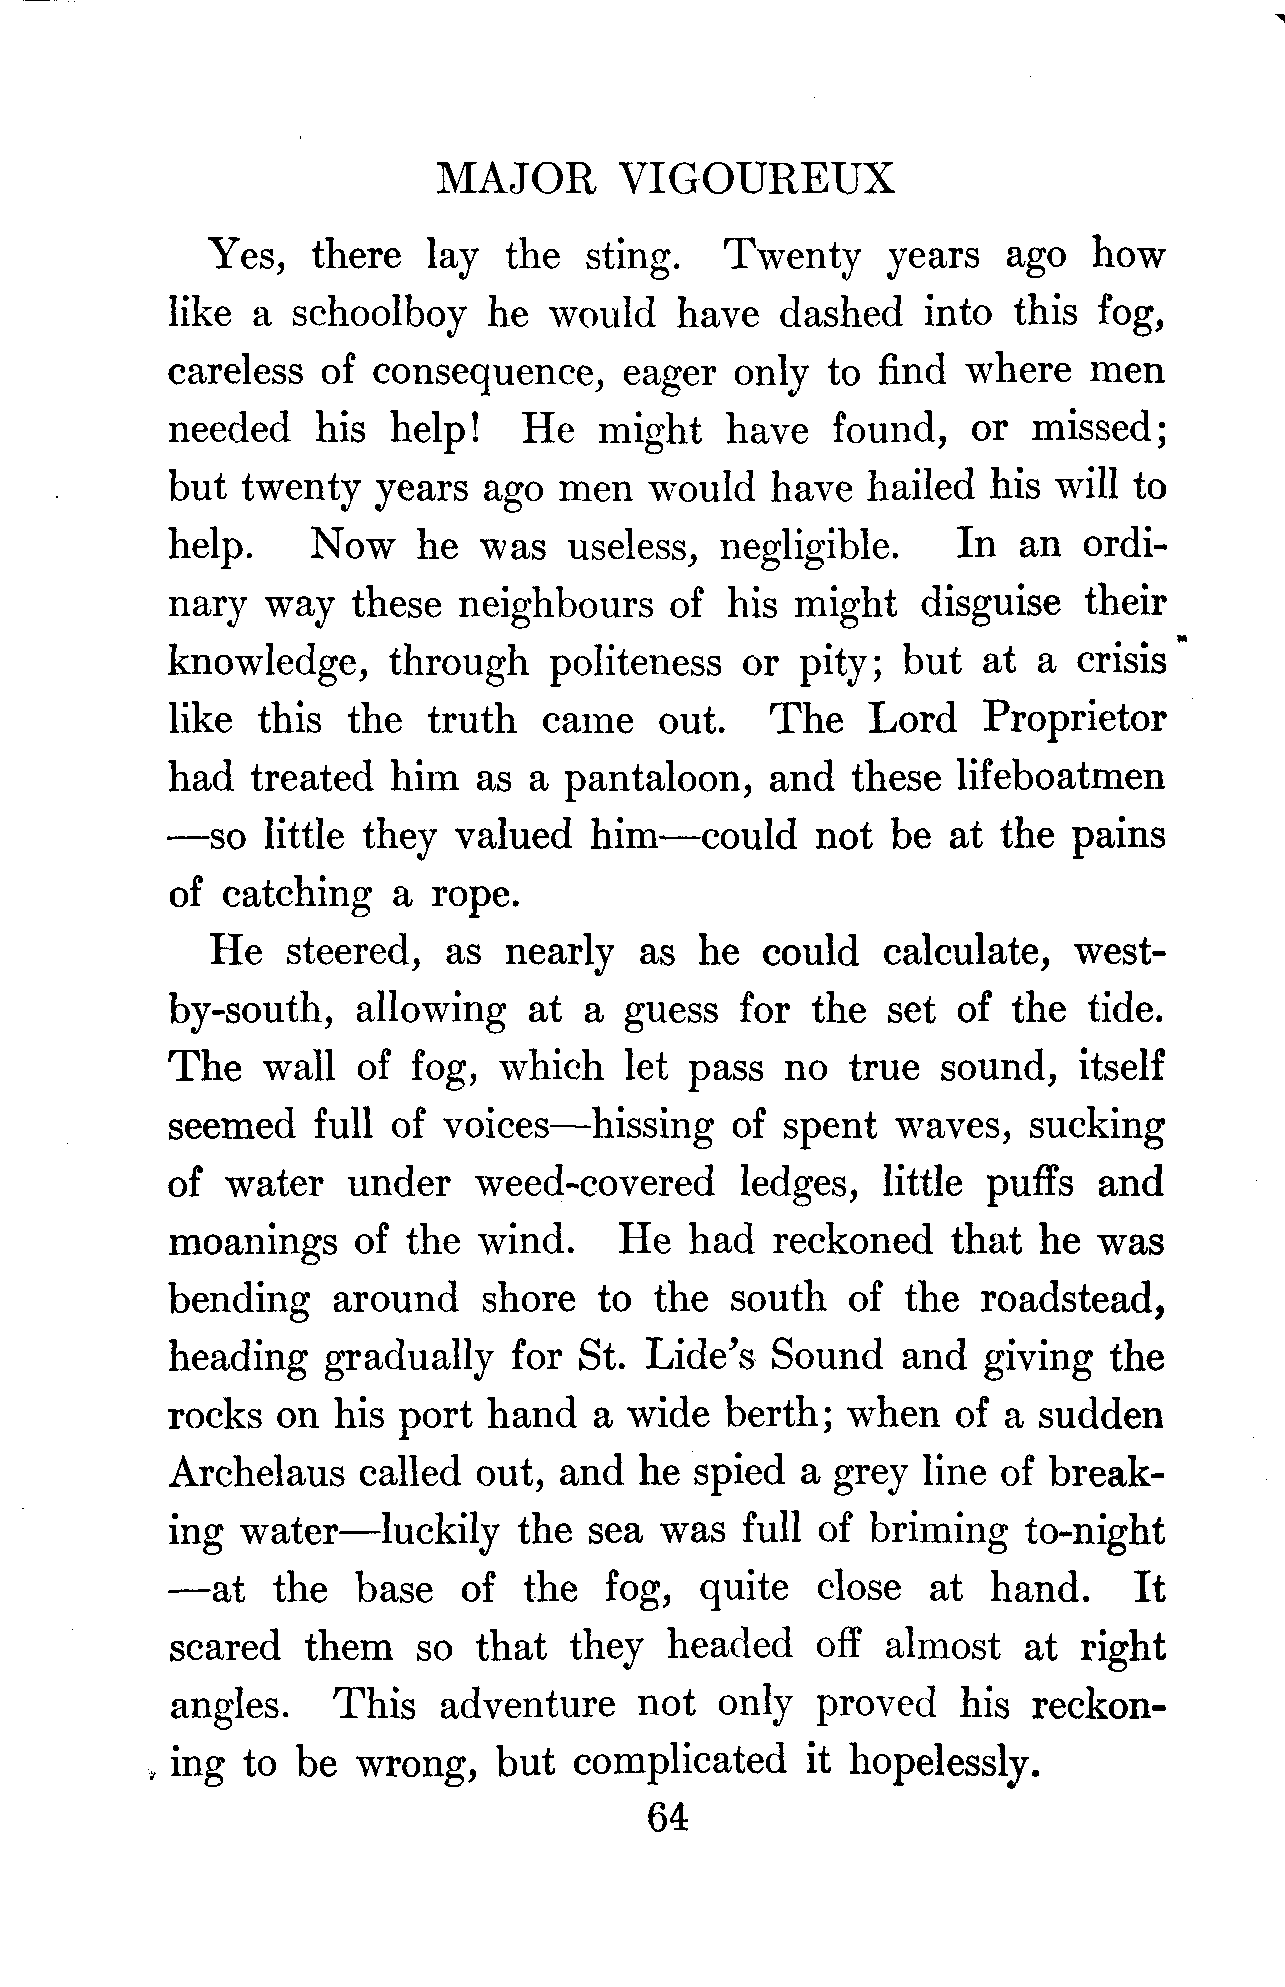 MAJOR VIGOUREUX
Yes, there lay the sting. Twenty years ago how
like a schoolboy he would have dashed into this fog,
careless of consequence, eager only to find where men
needed his help! He might have found, or missed;
but twenty years ago men would have hailed his will to
help. Now he was useless, negligible. In an ordi-
nary way these neighbours of his might disguise their
knowledge, through politeness or pity; but at a crisis
like this the truth came out. The Lord Proprietor
had treated him as a pantaloon, and these lifeboatmen
—so little they valued him—could not be at the pains
of catching a rope.
He steered, as nearly as he could calculate, west-
by-south, allowing at a guess for the set of the tide.
The wall of fog, which let pass no true sound, itself
seemed full of voices—hissing of spent waves, sucking
of water under weed-covered ledges, little puffs and
moanings of the wind. He had reckoned that he was
bending around shore to the south of the roadstead,
heading gradually for St. Lide's Sound and giving the
rocks on his port hand a wide berth; when of a sudden
Archelaus called out, and he spied a grey line of break-
ing water—luckily the sea was full of briming to-night
—at the base of the fog, quite close at hand. It
scared them so that they headed off almost at right
angles. This adventure not only proved his reckon-
ing to be wrong, but complicated it hopelessly.
64